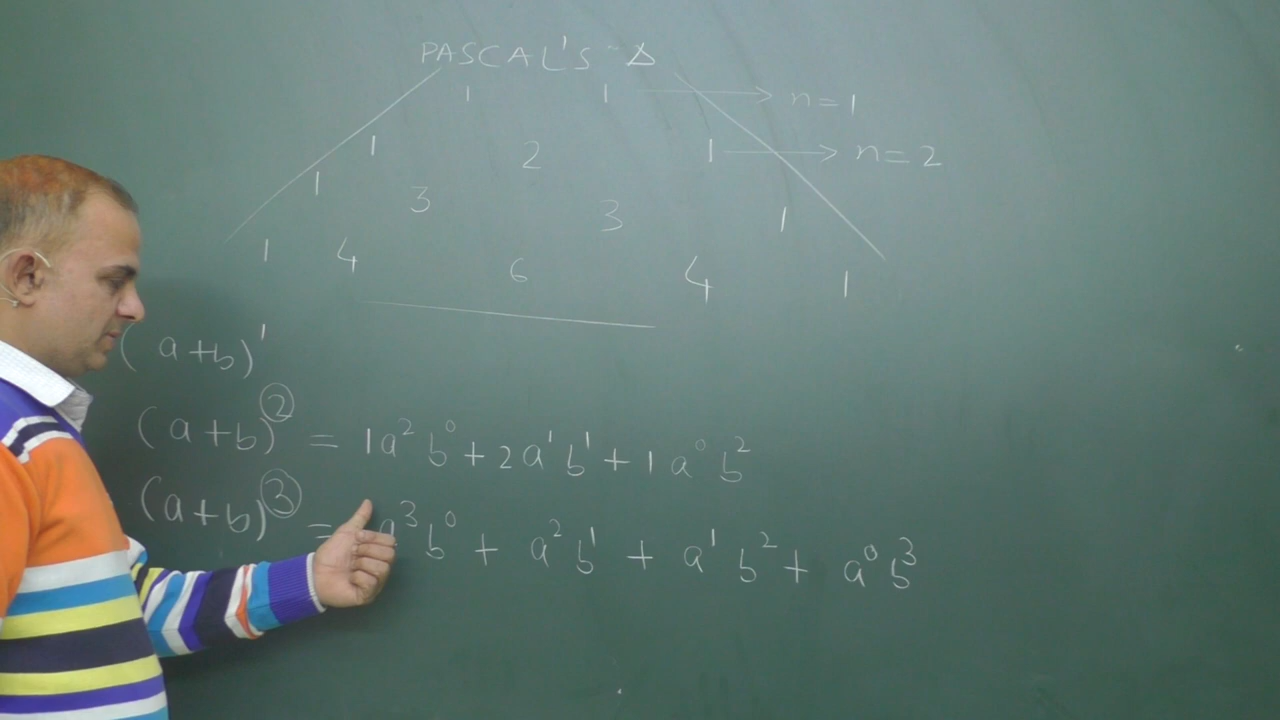 PASCAL'S Δ
1 1 → n=1
1 2 1 → n=2
1 3 3 1
1 4 6 4 1
(a+b)¹
(a+b)² = 1a²b⁰+2a¹b¹+1a⁰b²
(a+b)³ = a³b⁰ + a²b¹ + a¹b² + a⁰b³